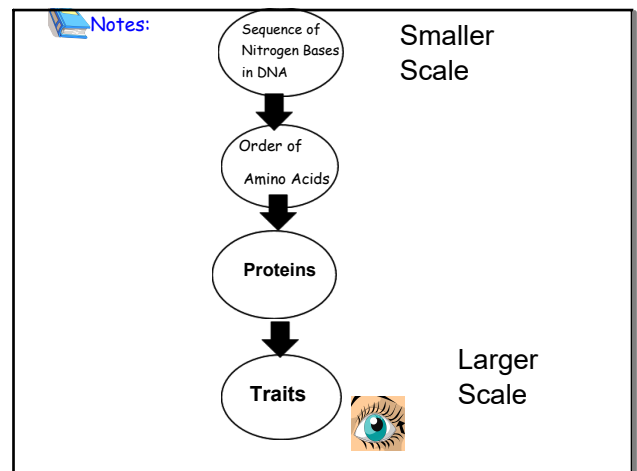 Notes:
Sequence of
Nitrogen Bases
in DNA
Smaller
Scale
Order of
Amino Acids
Proteins
Larger
Scale
Traits